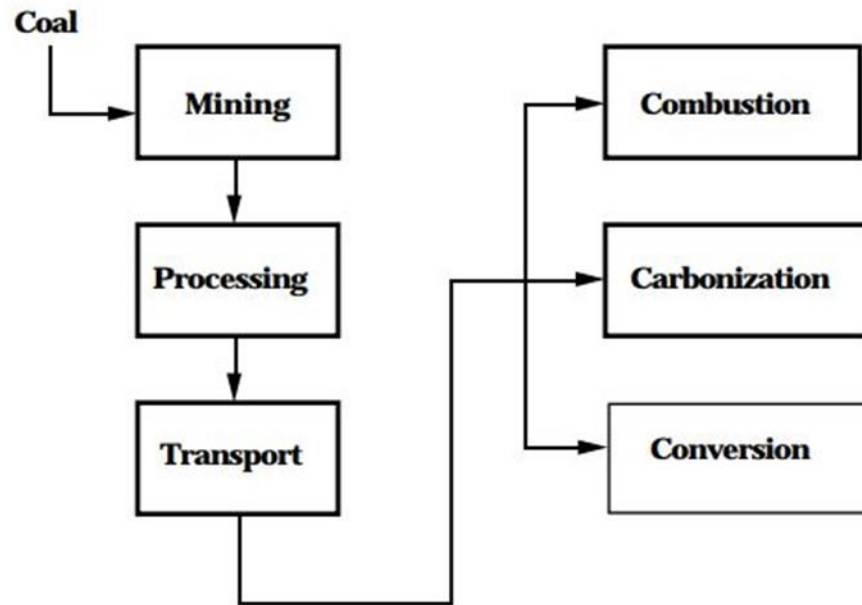 Coal
Mining
Processing
Transport
Combustion
Carbonization
Conversion